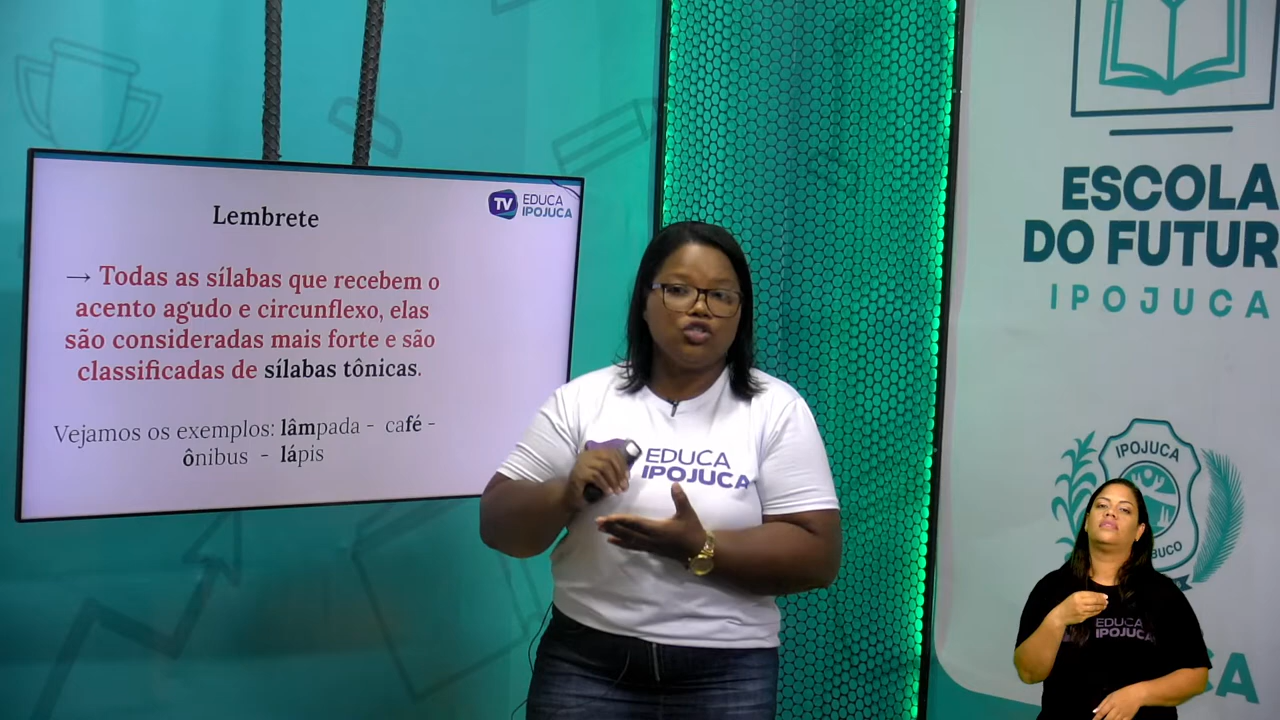 Lembrete
TV EDUCA
IPOJUCA
→ Todas as sílabas que recebem o
acento agudo e circunflexo, elas
são consideradas mais forte e são
classificadas de sílabas tônicas.
Vejamos os exemplos: lâmpada - café -
ônibus - lápis
EDUCA
IPOJUCA
ESCOLA
DO FUTUR
IPOJUCA
IPOJUCA
BUCO
EDUCA
IPOJUCA
CA